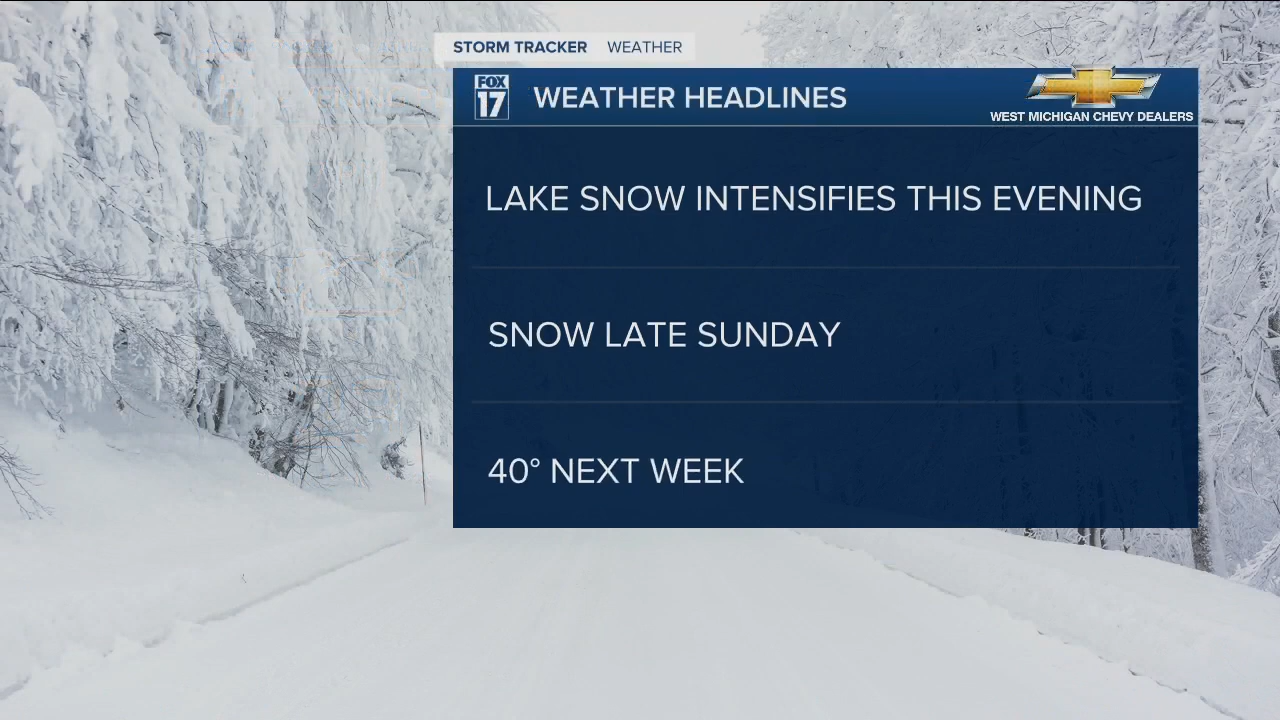 STORM TRACKER WEATHER
FOX 17
WEATHER HEADLINES
WEST MICHIGAN CHEVY DEALERS
LAKE SNOW INTENSIFIES THIS EVENING
SNOW LATE SUNDAY
40° NEXT WEEK